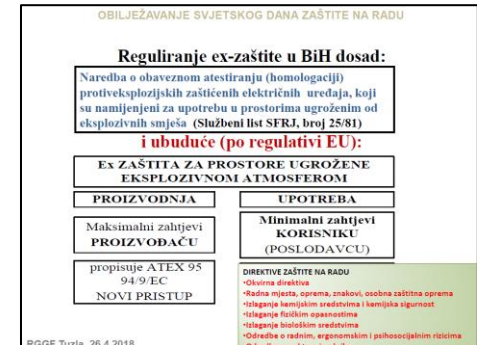 OBILJEŽAVANJE SVJETSKOG DANA ZAŠTITE NA RADU
Reguliranje ex-zaštite u BiH dosad:
Naredba o obaveznom atestiranju (homologaciji)
protiveksplozijskih zaštićenih električnih uređaja, koji
su namijenjeni za upotrebu u prostorima ugroženim od
eksplozivnih smješa (Službeni list SFRJ, broj 25/81)
i ubuduće (po regulativi EU):
Ex ZAŠTITA ZA PROSTORE UGROŽENE
EKSPLOZIVNOM ATMOSFEROM
PROIZVODNJA
Maksimalni zahtjevi
PROIZVOĐAČU
propisuje ATEX 95
94/9/EC
NOVI PRISTUP
UPOTREBA
Minimalni zahtjevi
KORISNIKU
(POSLODAVCU)
DIREKTIVE ZAŠTITE NA RADU
•Okvirna direktiva
•Radna mjesta, oprema, znakovi, osobna zaštitna oprema
•Izlaganje kemijskim sredstvima i kemijska sigurnost
•Izlaganje fizičkim opasnostima
•Izlaganje biološkim sredstvima
•Odredbe o radnim, ergonomskim i psihosocijelnim rizicima
RGGF Tuzla, 26.4.2018